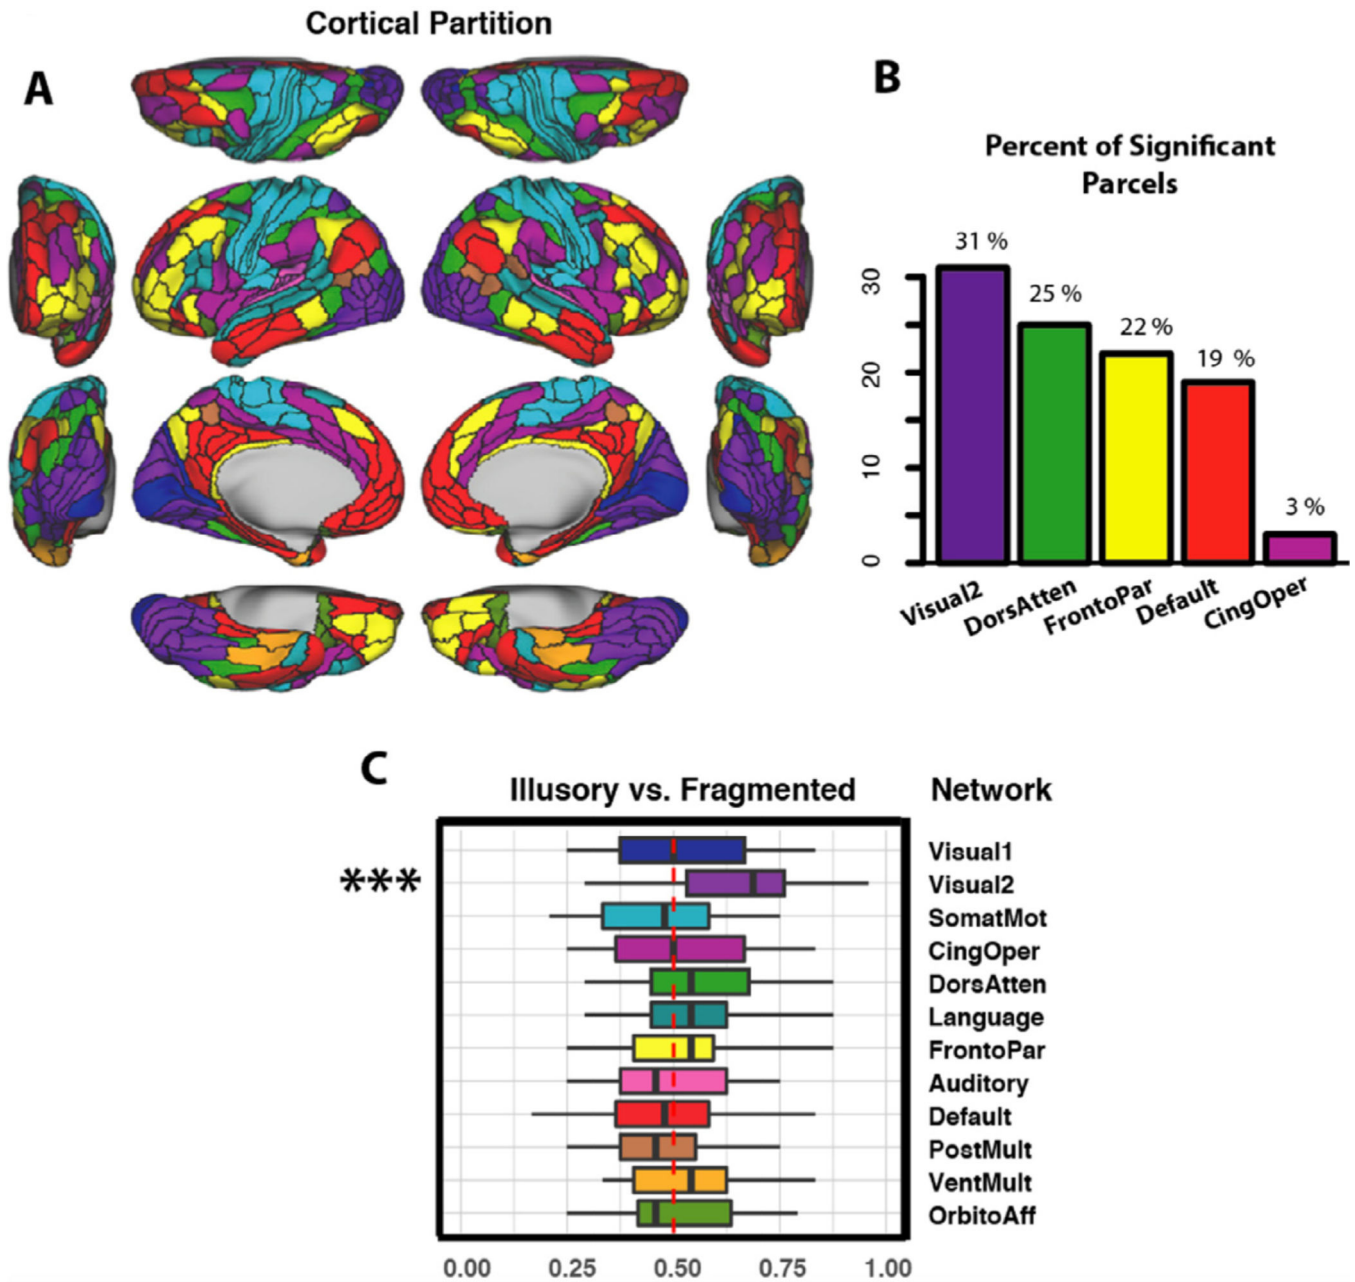 Cortical Partition
A
B
Percent of Significant
Parcels
31 %
25 %
22 %
19 %
3 %
30
20
10
0
Visual2
DorsAtten
FrontoPar
Default
CingOper
C
Illusory vs. Fragmented
Network
***
Visual1
Visual2
SomatMot
CingOper
DorsAtten
Language
FrontoPar
Auditory
Default
PostMult
VentMult
OrbitoAff
0.00 0.25 0.50 0.75 1.00